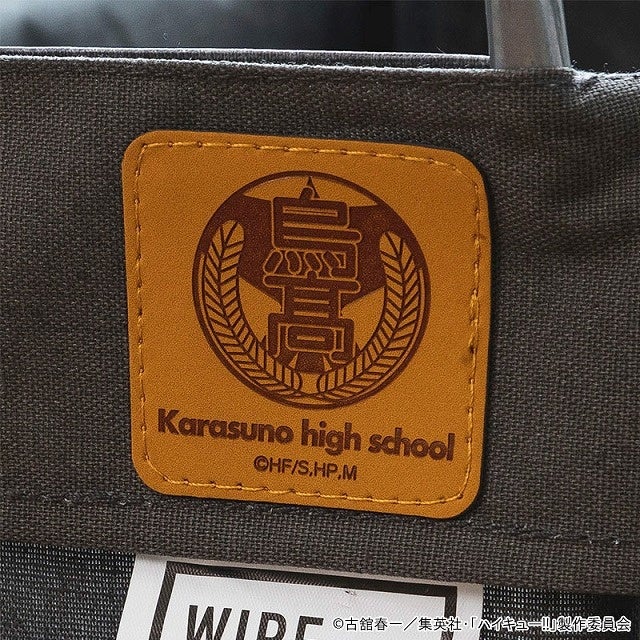 烏高
Karasuno high school
©HF/S,HP,M
WIRE
©古舘春一/集英社・「ハイキュー!!」製作委員会